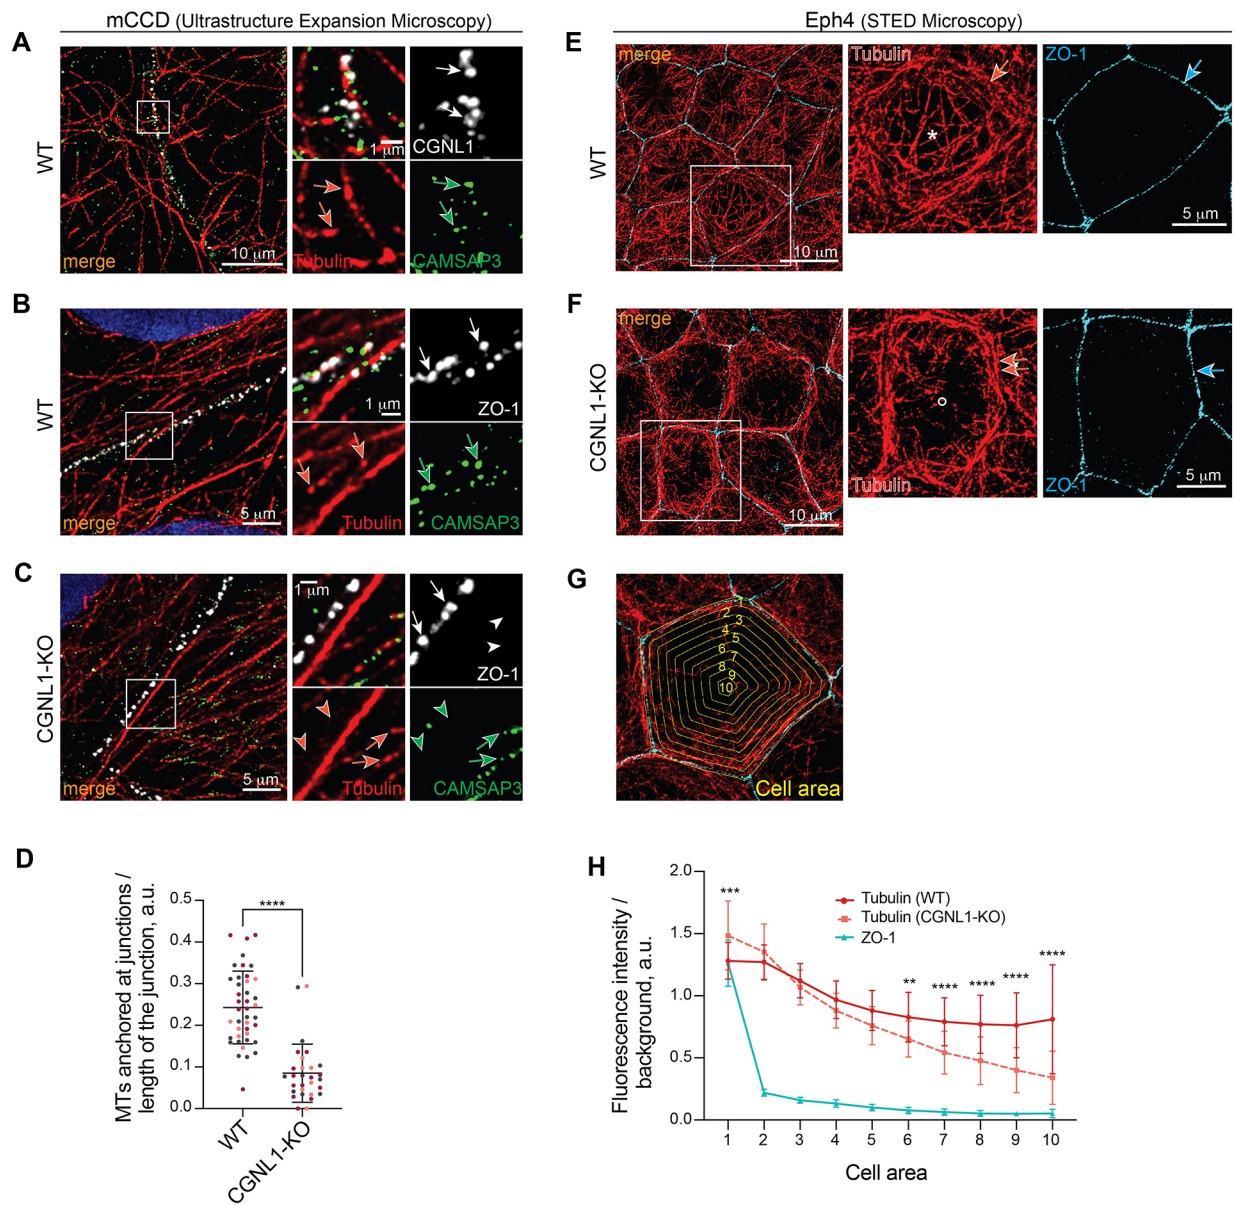 mCCD (Ultrastructure Expansion Microscopy)
Eph4 (STED Microscopy)
A
WT
merge
10 µm
1 µm
CGNL1
Tubulin
CAMSAP3
B
WT
merge
5 µm
1 µm
ZO-1
Tubulin
CAMSAP3
C
CGNL1-KO
merge
5 µm
1 µm
ZO-1
Tubulin
CAMSAP3
D
MTs anchored at junctions /
length of the junction, a.u.
0.5
0.4
0.3
0.2
0.1
0.0
****
WT
CGNL1-KO
E
WT
merge
10 µm
Tubulin
*
ZO-1
5 µm
F
CGNL1-KO
merge
10 µm
Tubulin
ZO-1
5 µm
G
1
2
3
4
5
6
7
8
9
10
Cell area
H
Fluorescence intensity /
background, a.u.
2.0
1.5
1.0
0.5
0.0
Tubulin (WT)
Tubulin (CGNL1-KO)
ZO-1
*** ** **** **** **** ****
1 2 3 4 5 6 7 8 9 10
Cell area